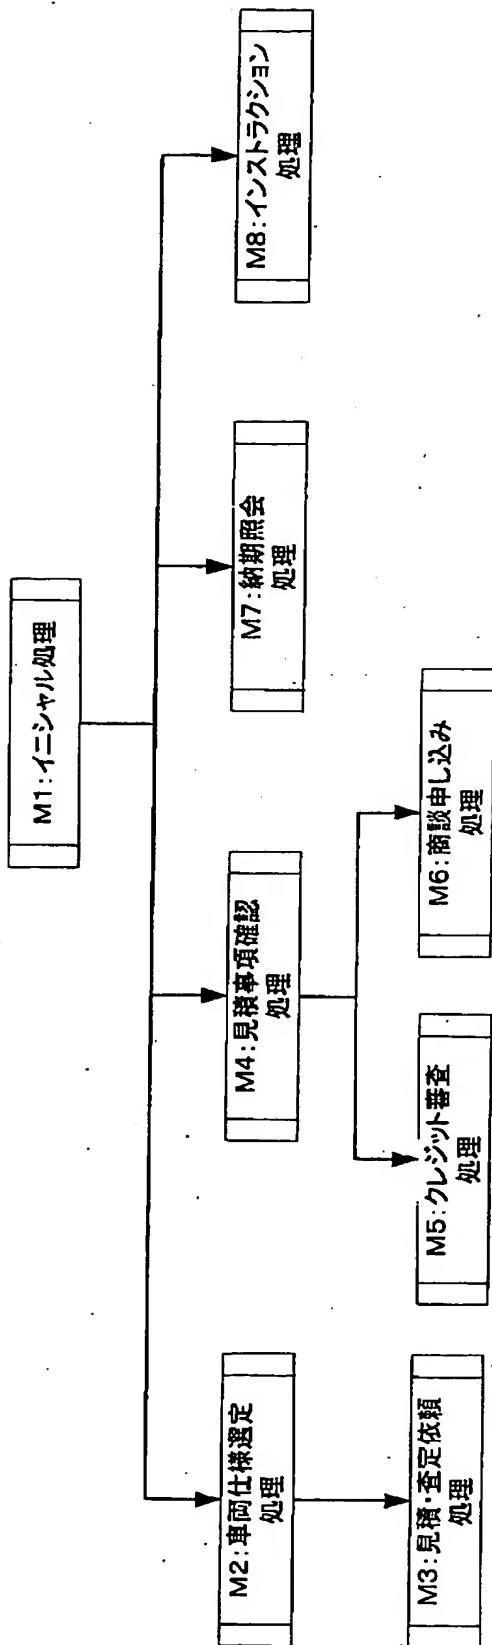 M1:イニシャル処理
M2:車両仕様選定
処理
M4:見積事項確認
処理
M7:納期照会
処理
M8:インストラクション
処理
M3:見積・査定依頼
処理
M5:クレジット審査
処理
M6:商談申し込み
処理